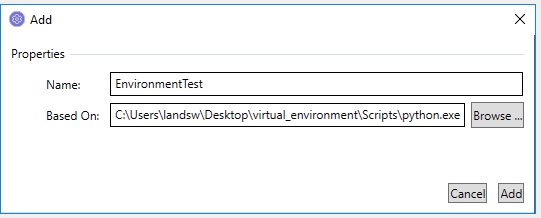 Add
Properties
Name: EnvironmentTest
Based On: C:\Users\landsw\Desktop\virtual_environment\Scripts\python.exe Browse ...
Cancel Add